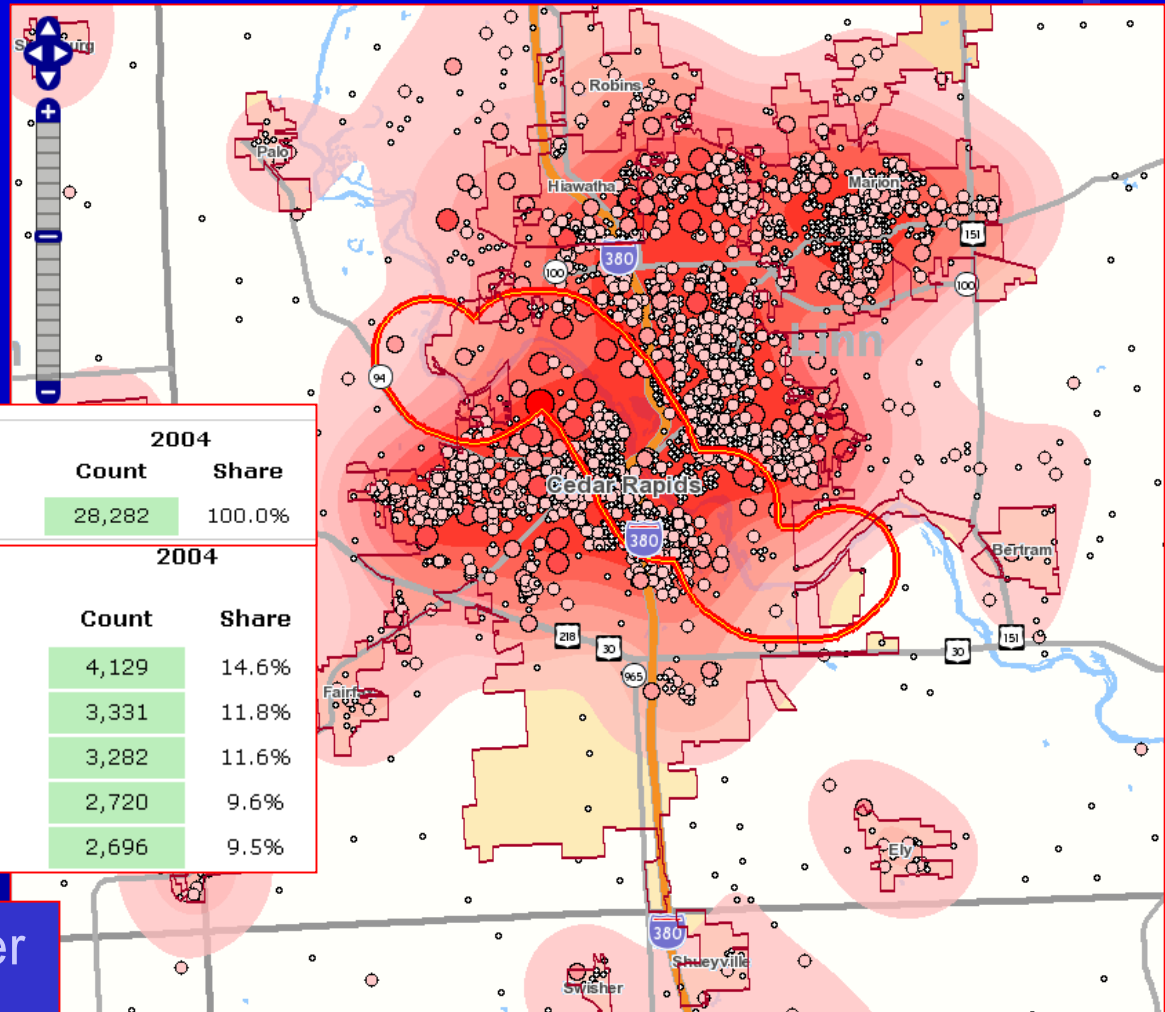 Robins
Palo
Hiawatha
Marion
380
151
100
100
Linn
94
Cedar Rapids
380
Bertram
218
30
30
151
965
Ely
380
Shueyville
Swisher
+
−
2004
Count Share
28,282 100.0%
2004
Count Share
4,129 14.6%
3,331 11.8%
3,282 11.6%
2,720 9.6%
2,696 9.5%
er